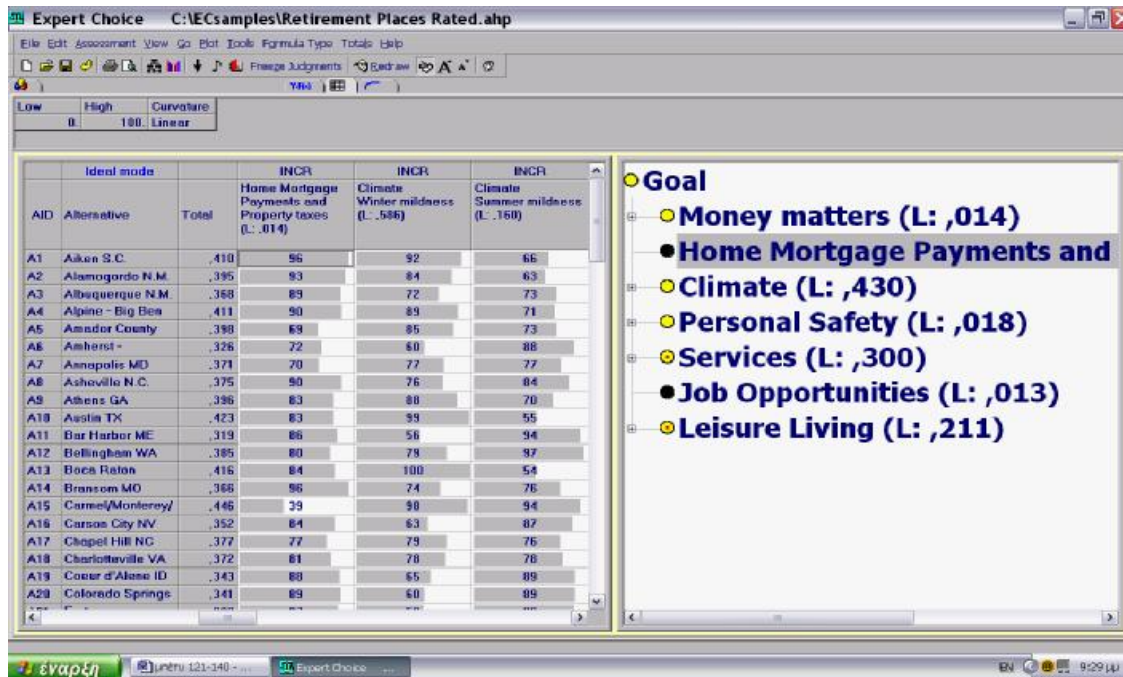 Expert Choice C:\ECsamples\Retirement Places Rated.ahp
File Edit Assessment View Go Plot Tools Formula Type Totals Help
Freeze Judgments Redraw A A
Low High Curvature
0. 100. Linear
Ideal mode INCR INCR INCR
AID Alternative Total Home Mortgage Payments and Property taxes (L: ,014) Climate Winter mildness (L: ,586) Climate Summer mildness (L: ,160)
A1 Aiken S.C. ,410 96 92 66
A2 Alamogordo N.M. ,395 93 84 63
A3 Albuquerque N.M. ,368 89 72 73
A4 Alpine - Big Ben ,411 90 89 71
A5 Amador County ,398 69 85 73
A6 Amherst - ,326 72 60 88
A7 Annapolis MD ,371 70 77 77
A8 Asheville N.C. ,375 90 76 84
A9 Athens GA ,396 83 88 70
A10 Austin TX ,423 83 99 55
A11 Bar Harbor ME ,319 86 56 94
A12 Bellingham WA ,385 80 79 97
A13 Boca Raton ,416 84 100 54
A14 Bransom MO ,366 96 74 76
A15 Carmel/Monterey/ ,446 39 98 94
A16 Carson City NV ,352 84 63 87
A17 Chapel Hill NC ,377 77 79 76
A18 Charlotteville VA ,372 81 78 78
A19 Coeur d'Alene ID ,343 88 65 89
A20 Colorado Springs ,341 89 60 89
Goal
Money matters (L: ,014)
Home Mortgage Payments and
Climate (L: ,430)
Personal Safety (L: ,018)
Services (L: ,300)
Job Opportunities (L: ,013)
Leisure Living (L: ,211)
έναρξη 121-140 - ... Expert Choice ... EN 9:29 μμ